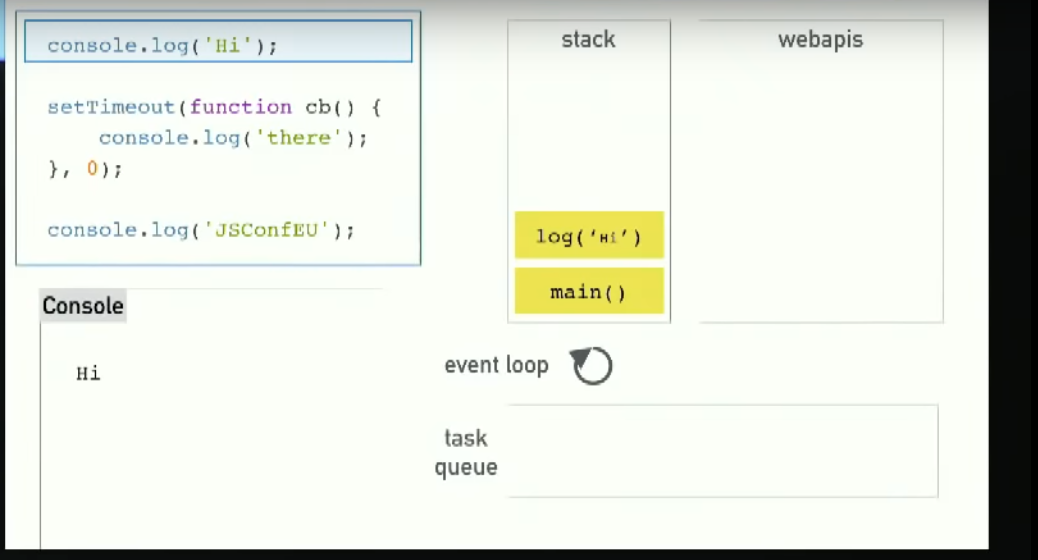 console.log('Hi');
setTimeout(function cb() {
    console.log('there');
}, 0);
console.log('JSConfEU');
Console
Hi
stack
webapis
log(‘Hi’)
main()
event loop
task
queue